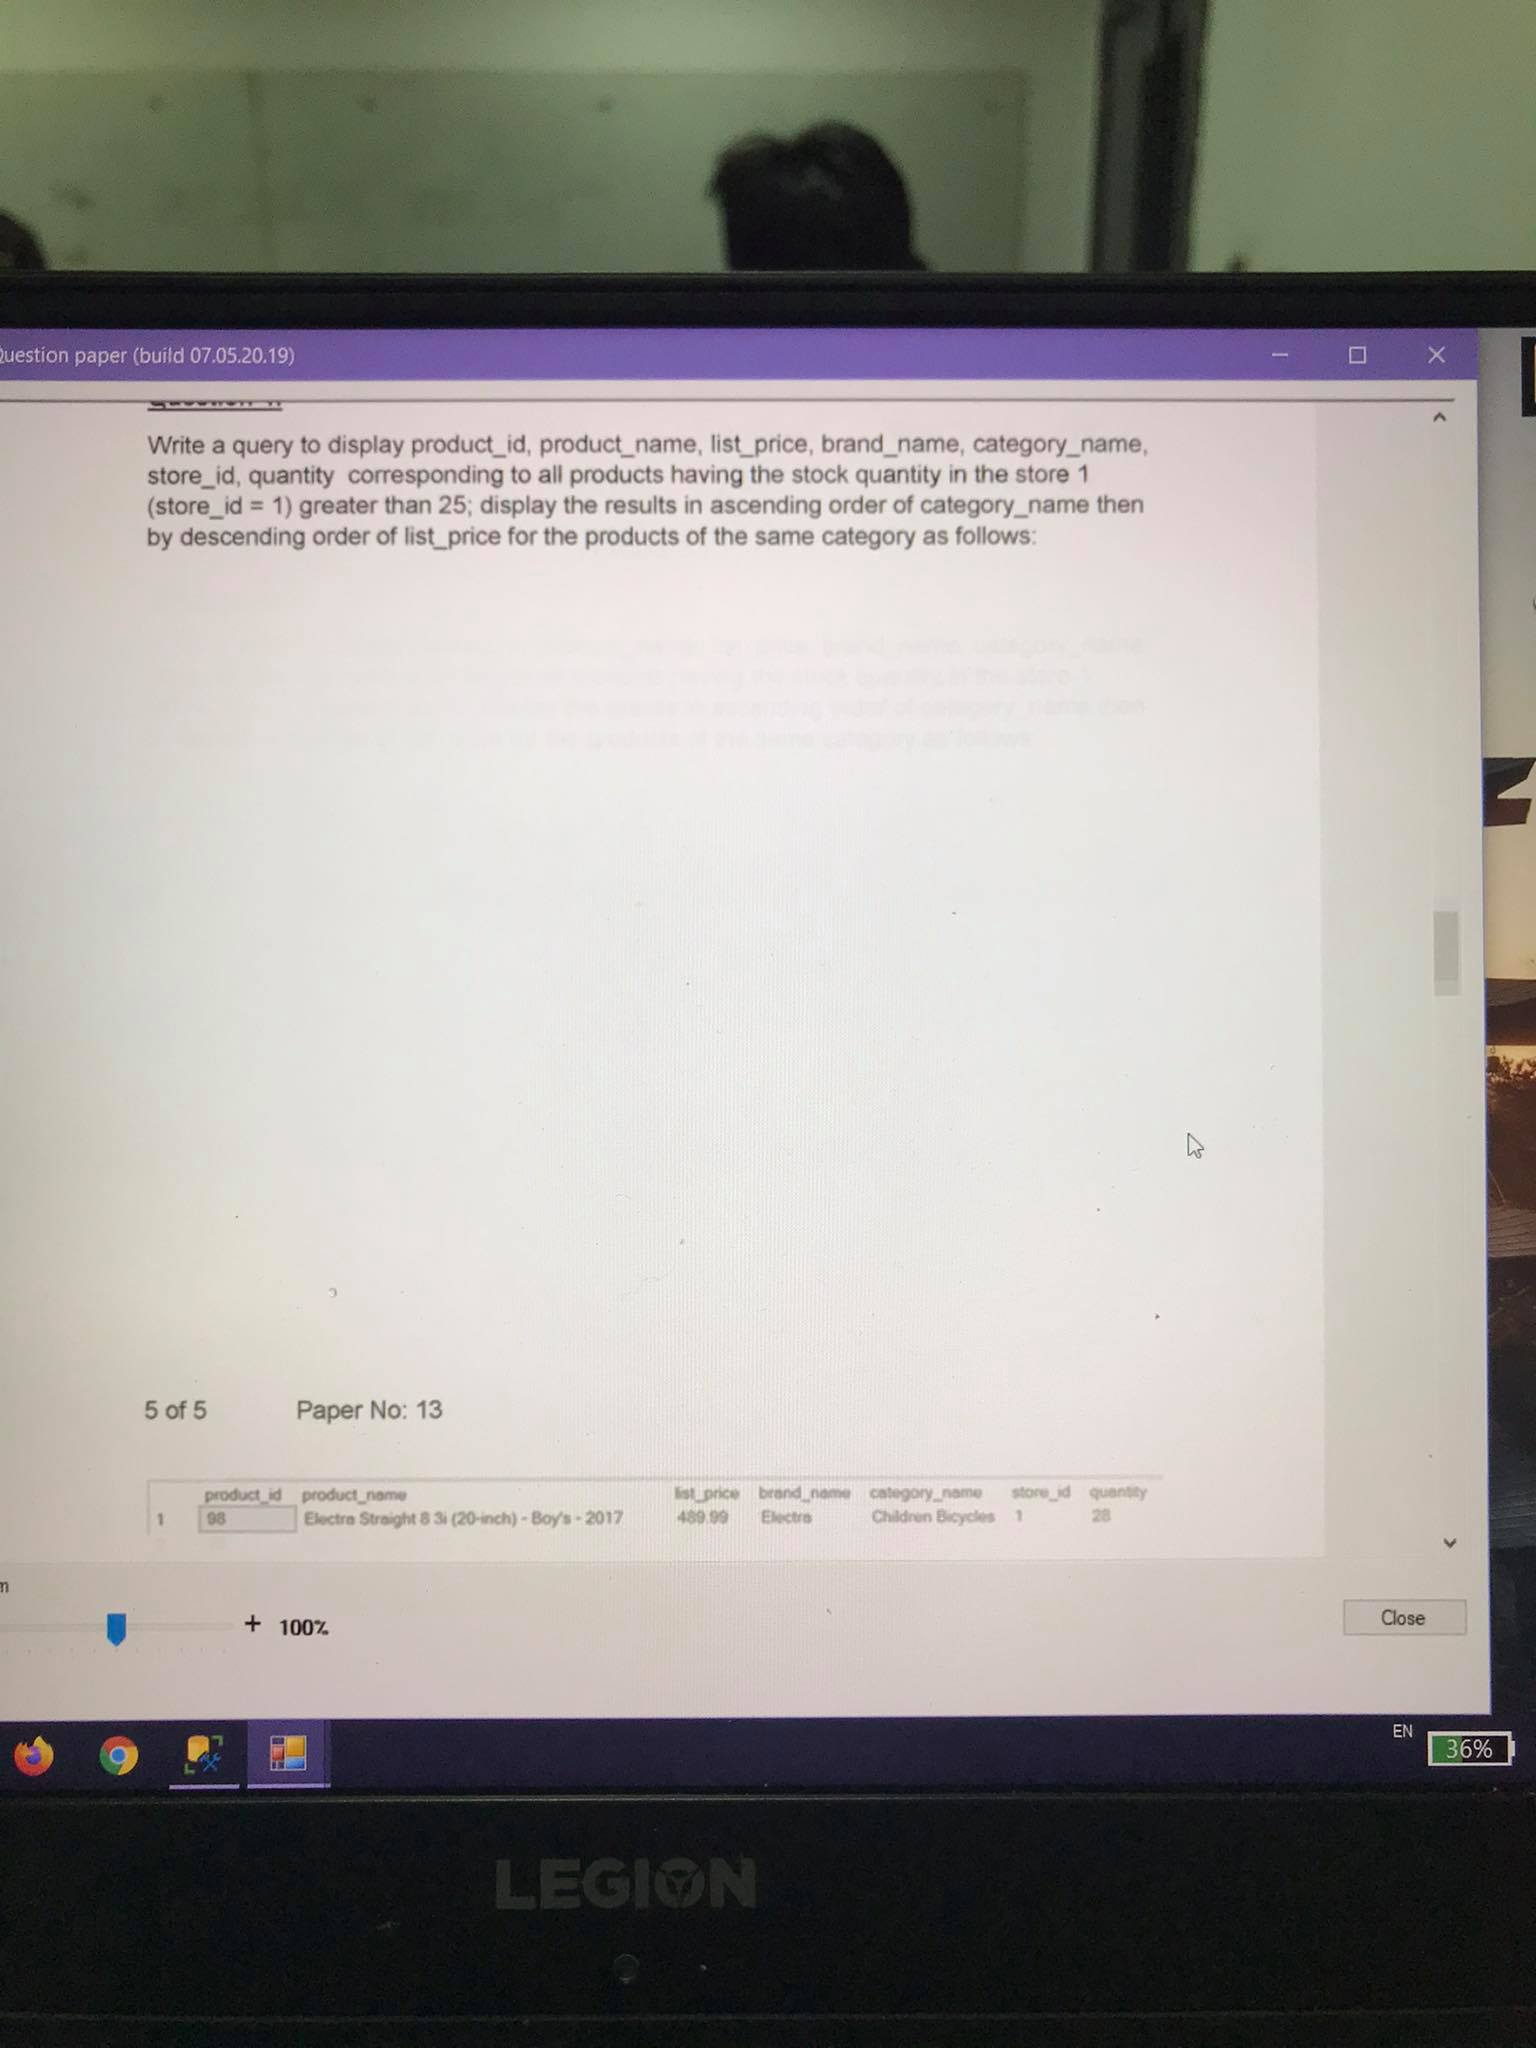 Question paper (build 07.05.20.19)
Write a query to display product_id, product_name, list_price, brand_name, category_name,
store_id, quantity corresponding to all products having the stock quantity in the store 1
(store_id = 1) greater than 25; display the results in ascending order of category_name then
by descending order of list_price for the products of the same category as follows:
5 of 5 Paper No: 13
product_id product_name list_price brand_name category_name store_id quantity
1 98 Electra Straight 8 3i (20-inch) - Boy's - 2017 489.99 Electra Children Bicycles 1 28
+ 100%
Close
EN
36%
LEGION